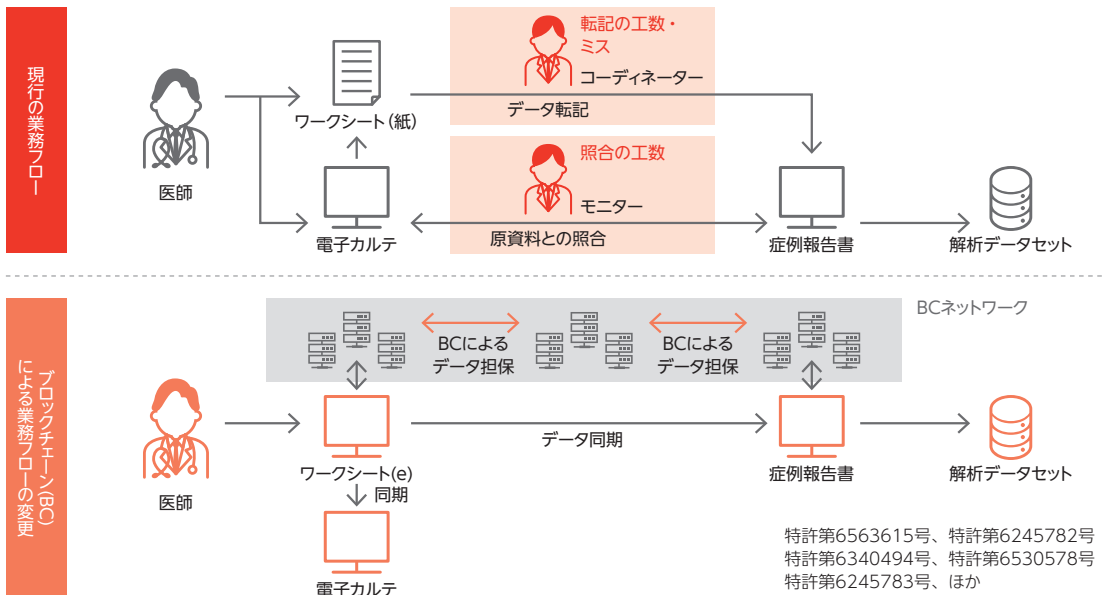 現行の業務フロー
医師
ワークシート(紙)
電子カルテ
転記の工数・
ミス
コーディネーター
データ転記
照合の工数
モニター
原資料との照合
症例報告書
解析データセット
ブロックチェーン(BC)
による業務フローの変更
BCネットワーク
BCによる
データ担保
BCによる
データ担保
医師
ワークシート(e)
同期
電子カルテ
データ同期
症例報告書
解析データセット
特許第6563615号、特許第6245782号
特許第6340494号、特許第6530578号
特許第6245783号、ほか